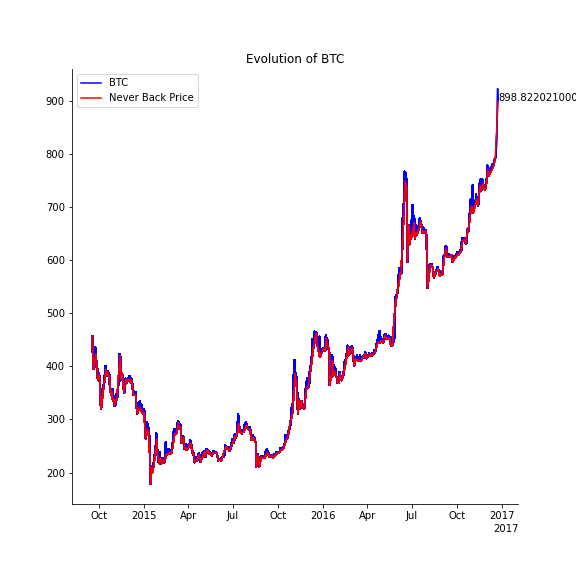 Evolution of BTC
BTC
Never Back Price
900
800
700
600
500
400
300
200
898.822021000
Oct 2015 Apr Jul Oct 2016 Apr Jul Oct 2017
2017